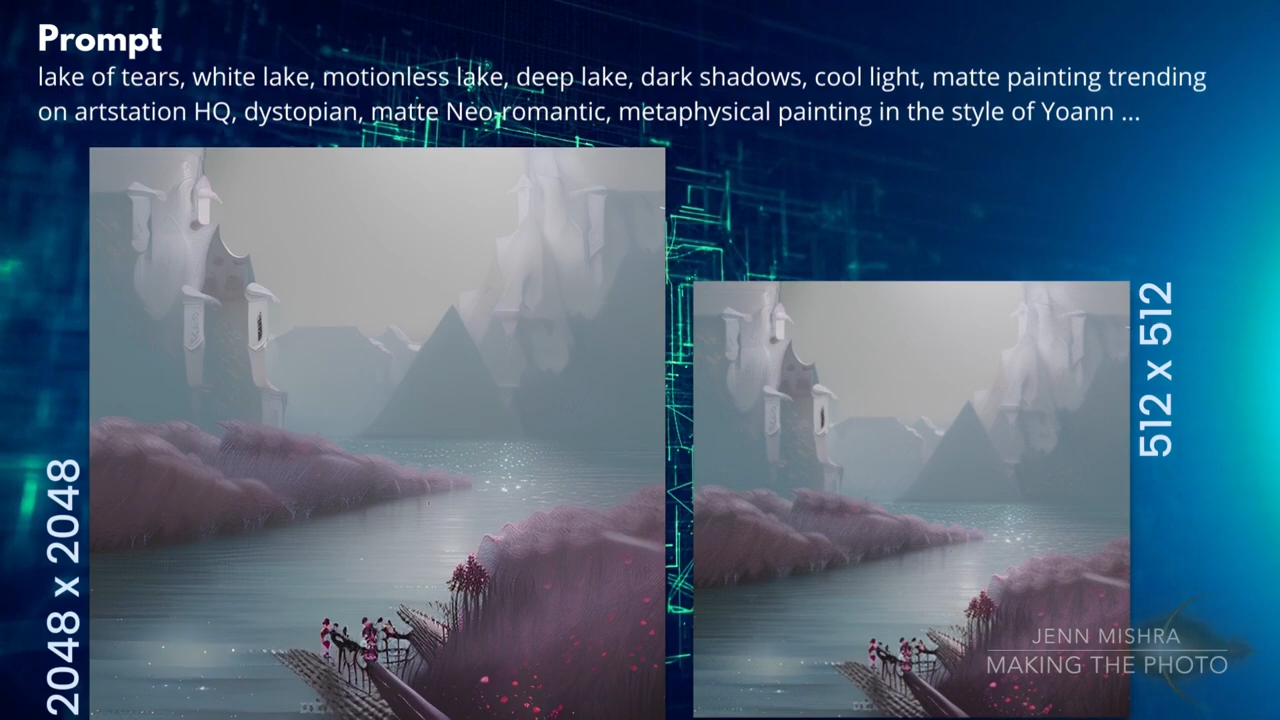 Prompt
lake of tears, white lake, motionless lake, deep lake, dark shadows, cool light, matte painting trending
on artstation HQ, dystopian, matte Neo-romantic, metaphysical painting in the style of Yoann ...
2048 x 2048
512 x 512
JENN MISHRA
MAKING THE PHOTO